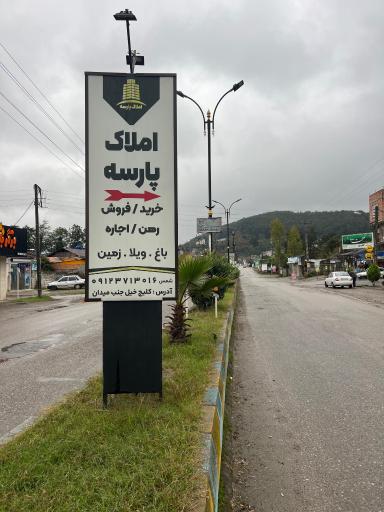 املاک پارسه
املاک
پارسه
خرید / فروش
رهن / اجاره
باغ . ویلا . زمین
تماس ۰۹۱۲۳۷۱۳۰۱۶
آدرس : کلیج خیل جنب میدان